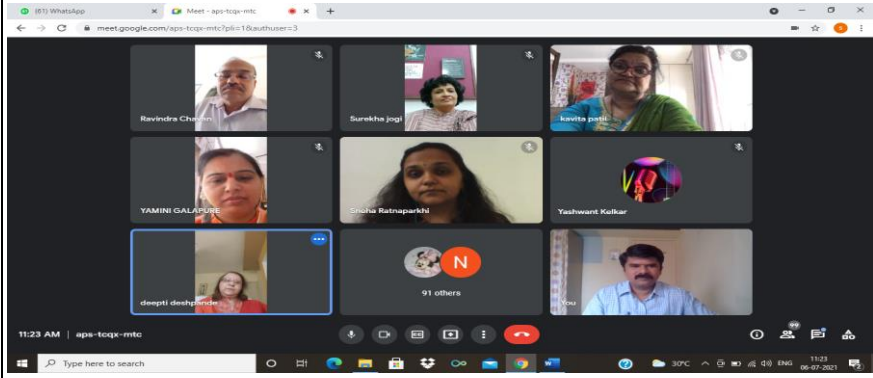 (61) WhatsApp
Meet - aps-tcqx-mtc
meet.google.com/aps-tcqx-mtc?pli=1&authuser=3
Ravindra Chavan
Surekha jogi
kavita patil
YAMINI GALAPURE
Sneha Ratnaparkhi
Yashwant Kelkar
deepti deshpande
N
91 others
You
11:23 AM | aps-tcqx-mtc
99
Type here to search
30°C
ENG
11:23
06-07-2021